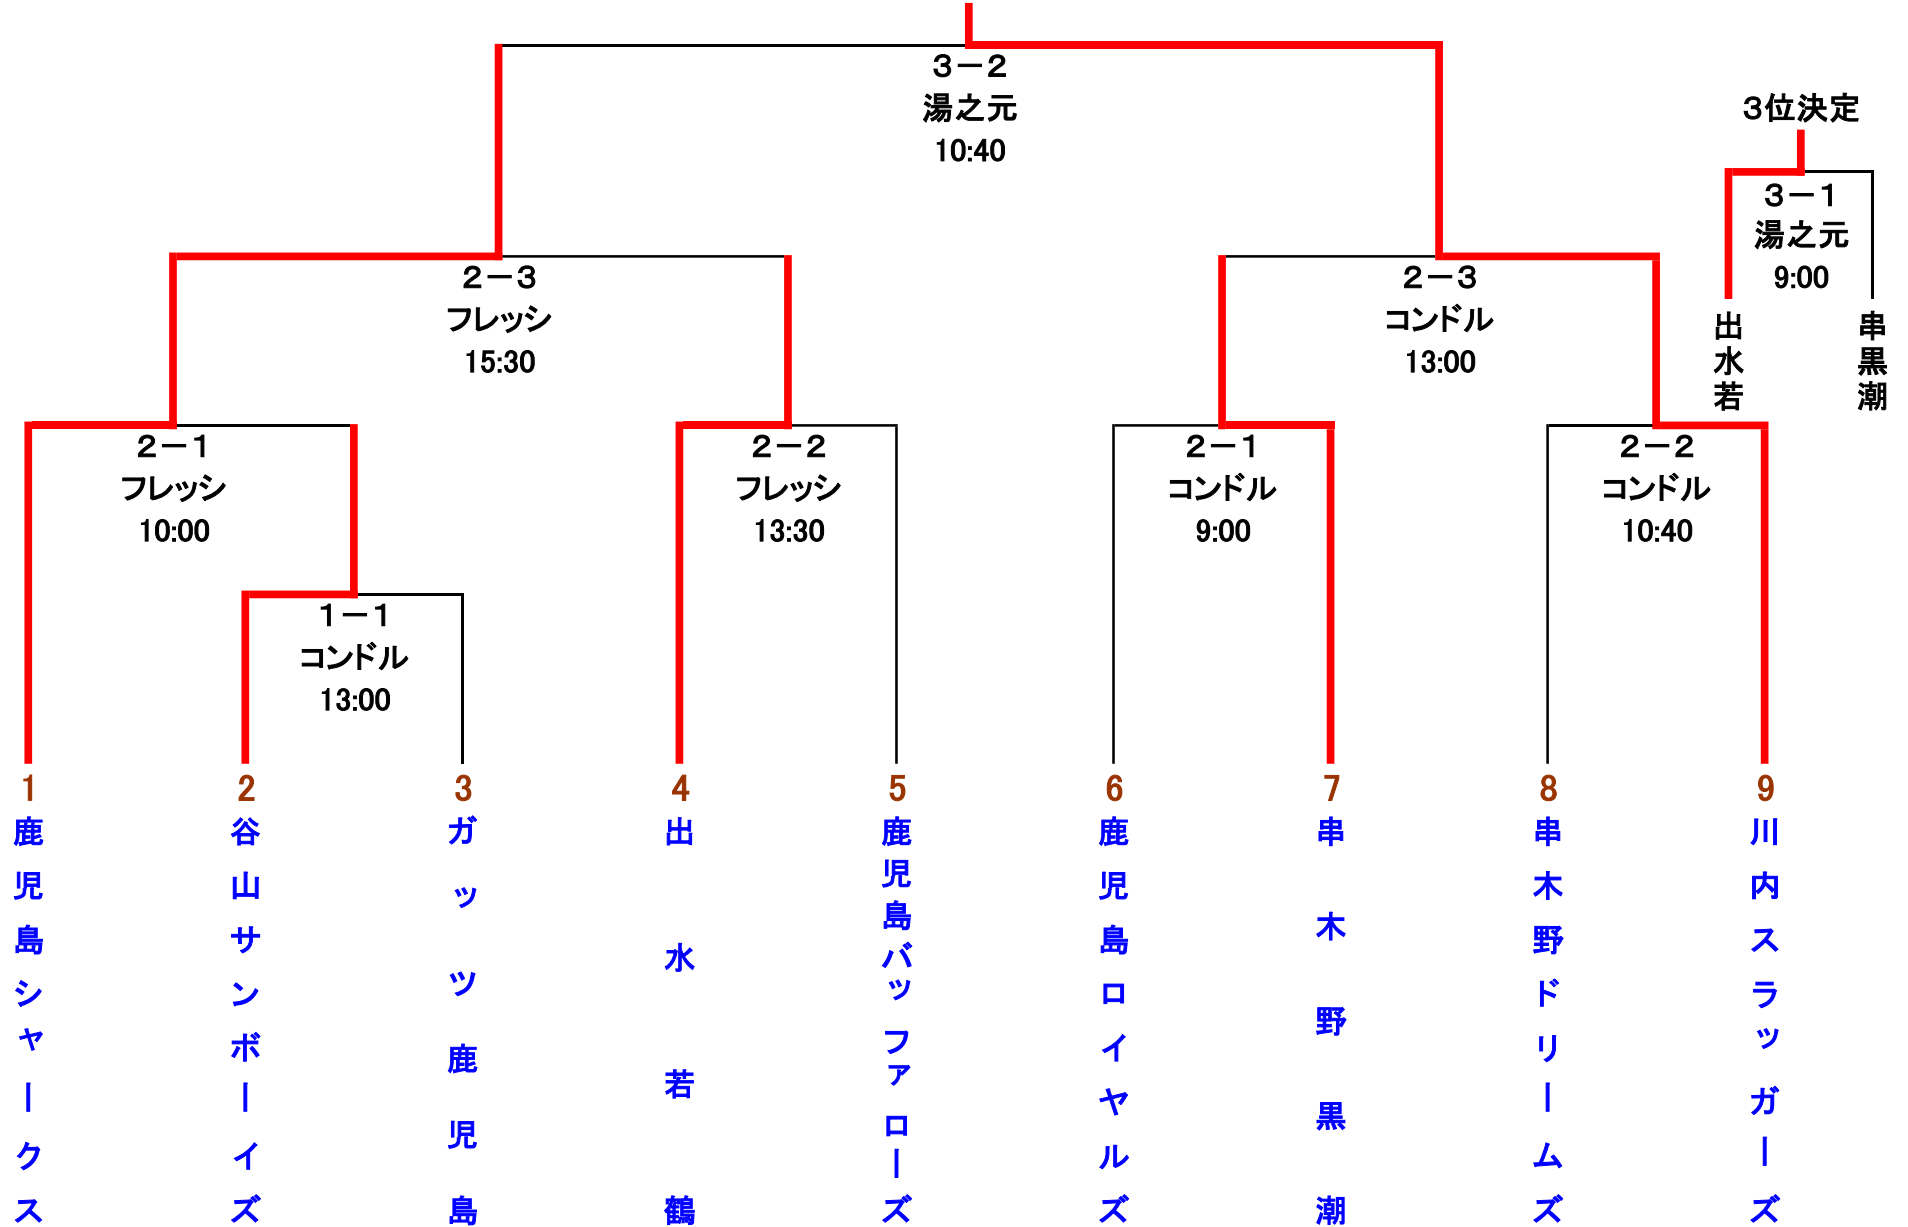 3－2
湯之元
10:40
3位決定
3－1
湯之元
9:00
出水若
串黒潮
2－3
フレッシ
15:30
2－3
コンドル
13:00
2－1
フレッシ
10:00
2－2
フレッシ
13:30
2－1
コンドル
9:00
2－2
コンドル
10:40
1－1
コンドル
13:00
1
鹿児島シャークス
2
谷山サンボーイズ
3
ガッツ鹿児島
4
出水若鶴
5
鹿児島バッファローズ
6
鹿児島ロイヤルズ
7
串木野黒潮
8
串木野ドリームズ
9
川内スラッガーズ